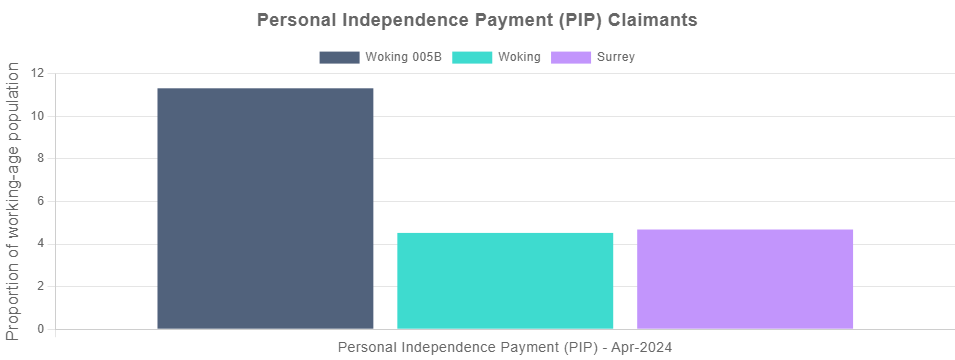 Personal Independence Payment (PIP) Claimants
Woking 005B Woking Surrey
Proportion of working-age population
12
10
8
6
4
2
0
Personal Independence Payment (PIP) - Apr-2024